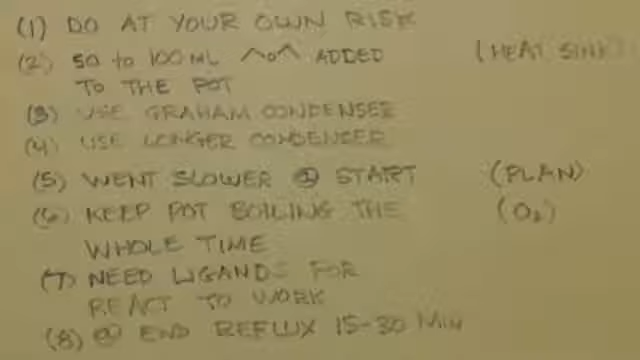 (1) DO AT YOUR OWN RISK
(2) 50 to 100 ML ^o^ ADDED (HEAT SINK)
TO THE POT
(3) USE GRAHAM CONDENSER
(4) USE LONGER CONDENSER
(5) WENT SLOWER @ START (PLAN)
(6) KEEP POT BOILING THE (O₂)
WHOLE TIME
(7) NEED LIGANDS FOR
REACT TO WORK
(8) @ END REFLUX 15-30 MIN